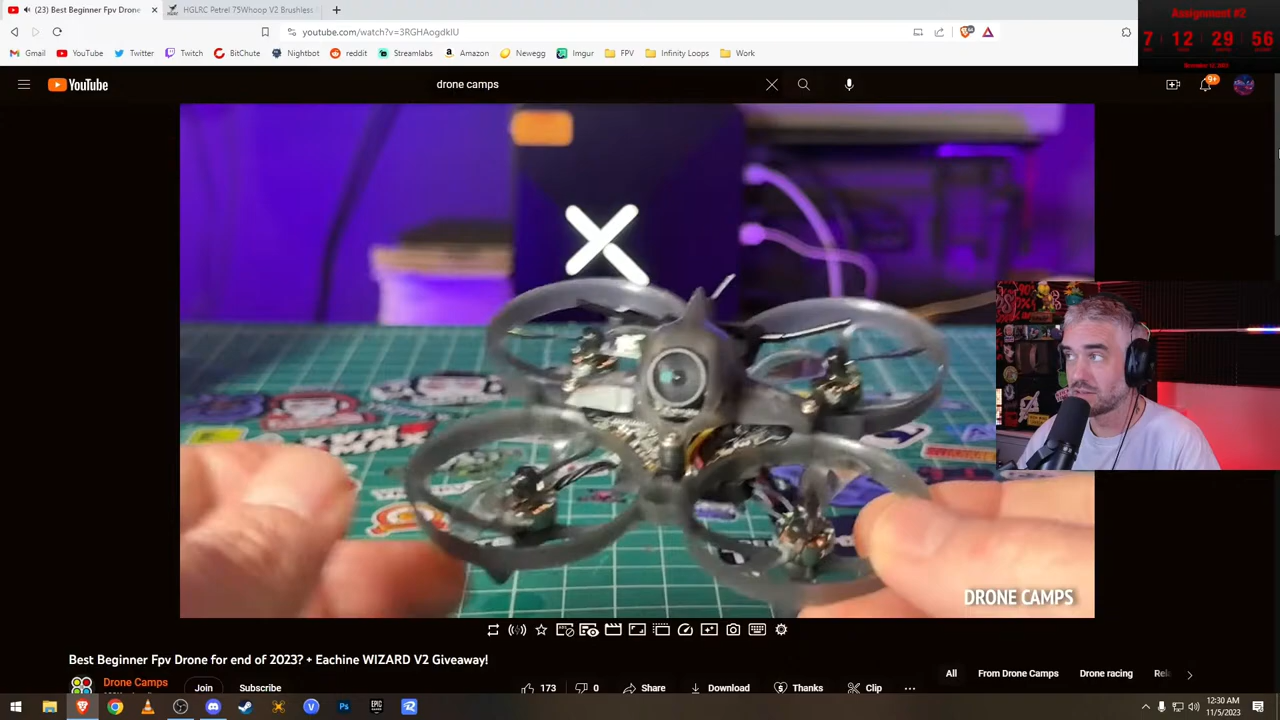 (23) Best Beginner Fpv Drone
HGLRC Petrel 75Whoop V2 Brushless
youtube.com/watch?v=3RGHAogdkIU
Gmail YouTube Twitter Twitch BitChute Nightbot reddit Streamlabs Amazon Newegg Imgur FPV Infinity Loops Work
Assignment #2
7 12 29 56
YouTube
drone camps
9+
DRONE CAMPS
Best Beginner Fpv Drone for end of 2023? + Eachine WIZARD V2 Giveaway!
Drone Camps
Join Subscribe 173 0 Share Download Thanks Clip
All From Drone Camps Drone racing
12:30 AM
11/5/2023